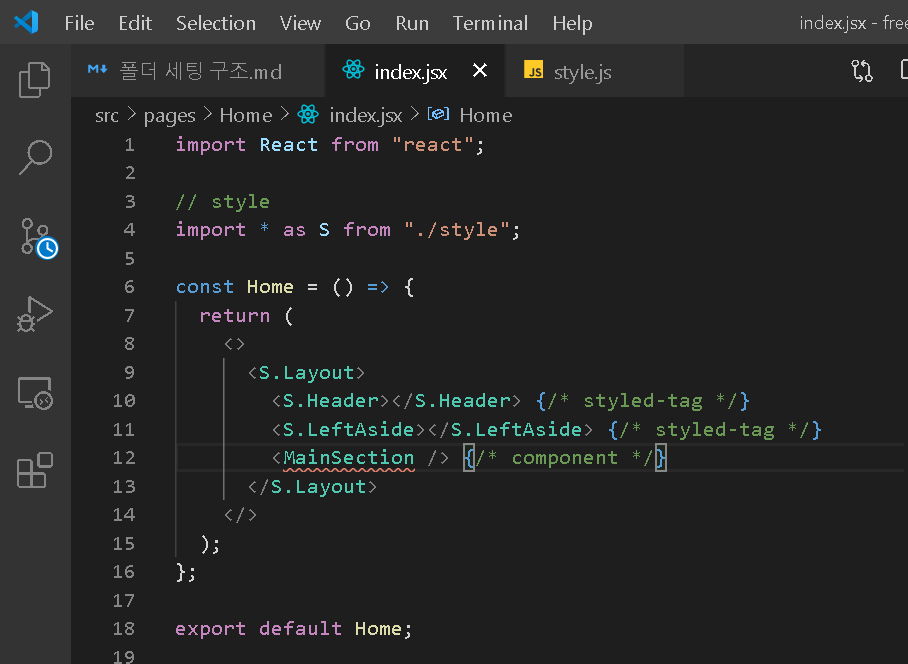 File Edit Selection View Go Run Terminal Help index.jsx - free
폴더 세팅 구조.md index.jsx JS style.js
src > pages > Home > index.jsx > Home
1 import React from "react";
2
3 // style
4 import * as S from "./style";
5
6 const Home = () => {
7 return (
8 <>
9 <S.Layout>
10 <S.Header></S.Header> {/* styled-tag */}
11 <S.LeftAside></S.LeftAside> {/* styled-tag */}
12 <MainSection /> {/* component */}
13 </S.Layout>
14 </>
15 );
16 };
17
18 export default Home;
19